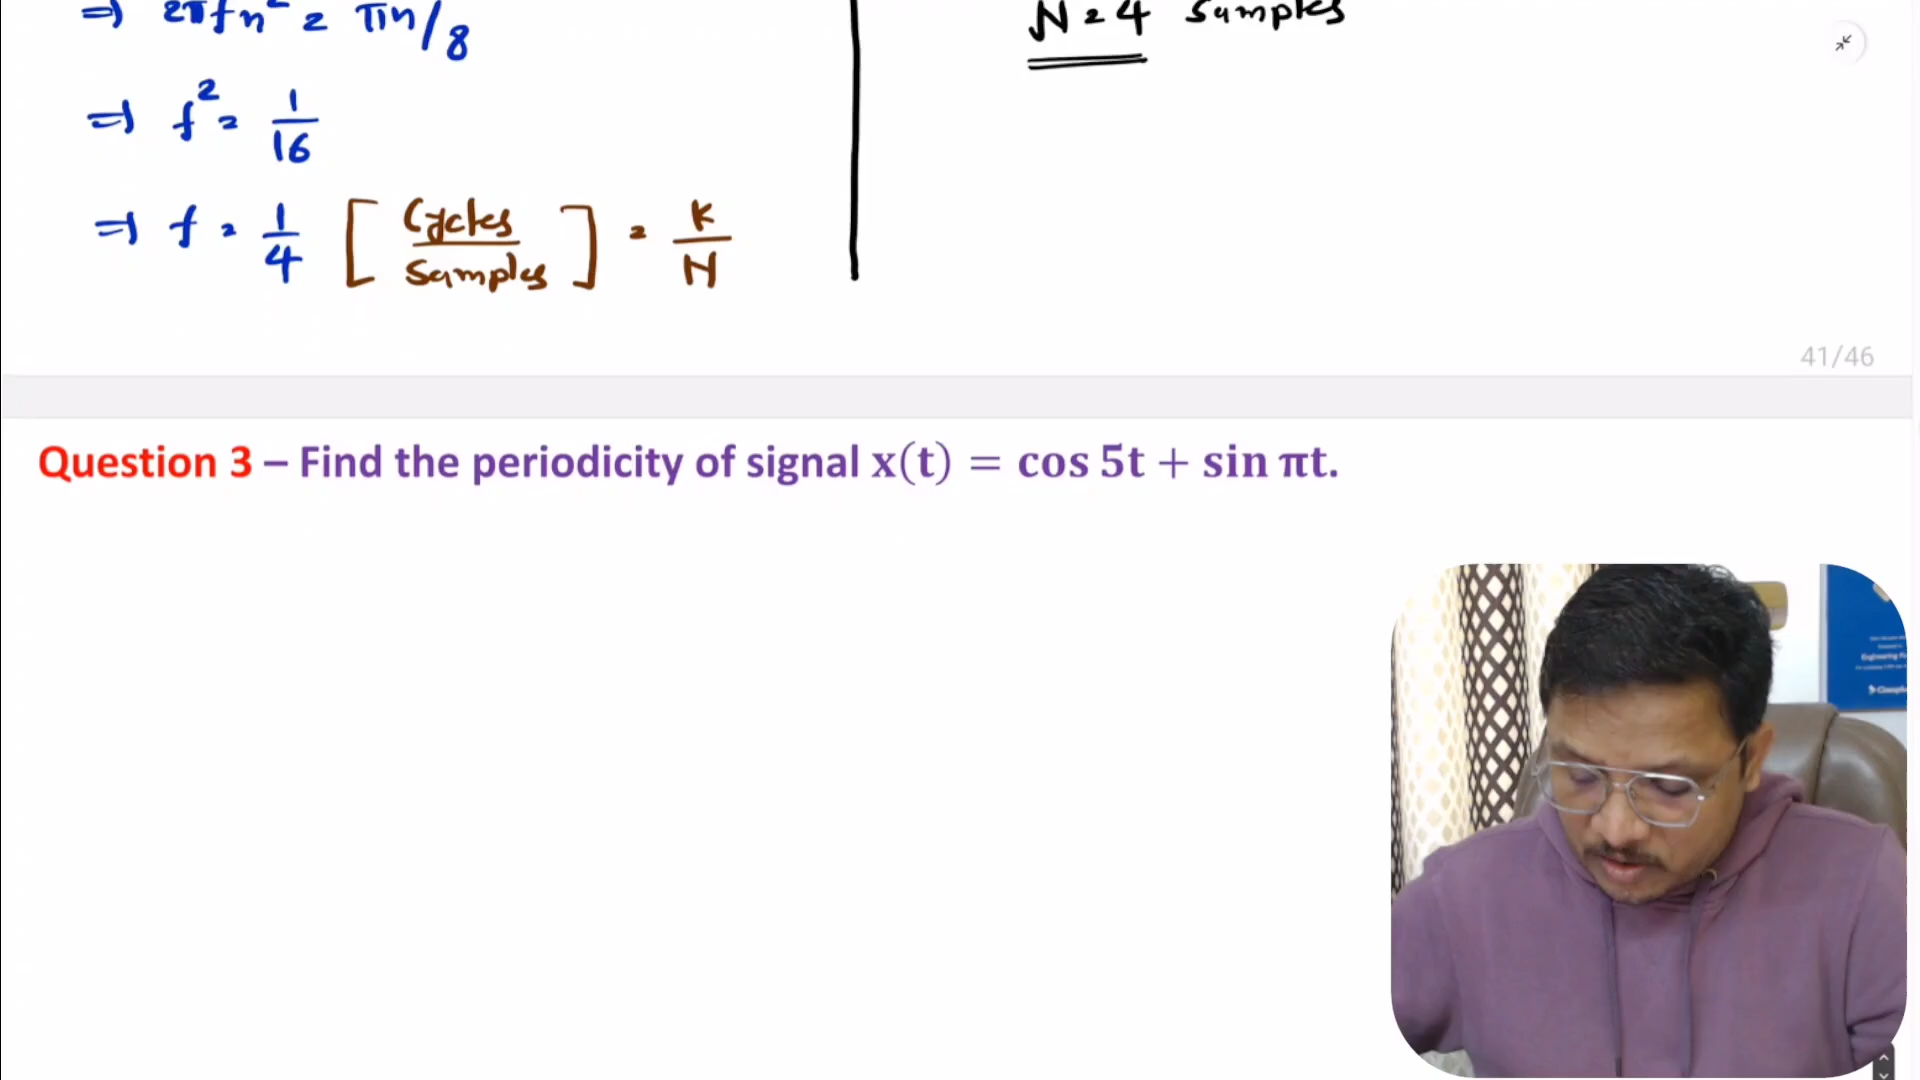 ⇒ 2πfn² = πn/8
⇒ f² = 1/16
⇒ f = 1/4 [Cycles/Samples] = K/N
N = 4 Samples
41/46
Question 3 – Find the periodicity of signal x(t) = cos 5t + sin πt.